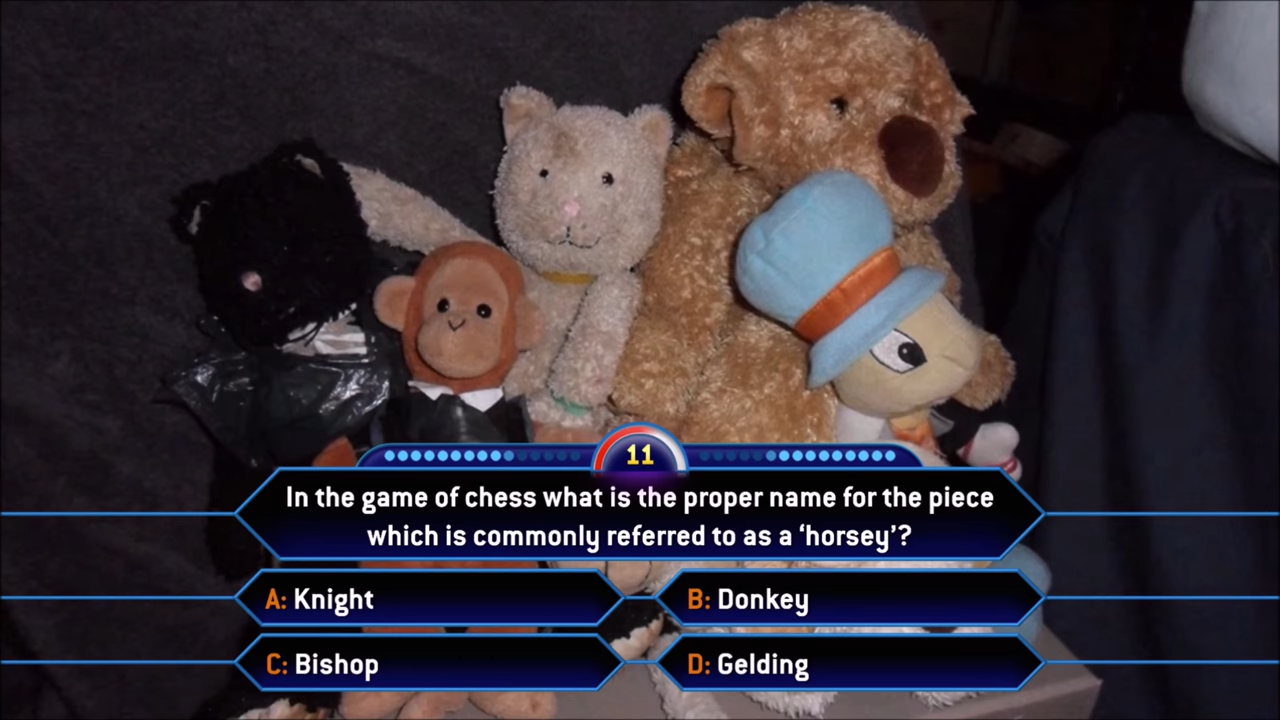 11
In the game of chess what is the proper name for the piece
which is commonly referred to as a ‘horsey’?
A: Knight
B: Donkey
C: Bishop
D: Gelding